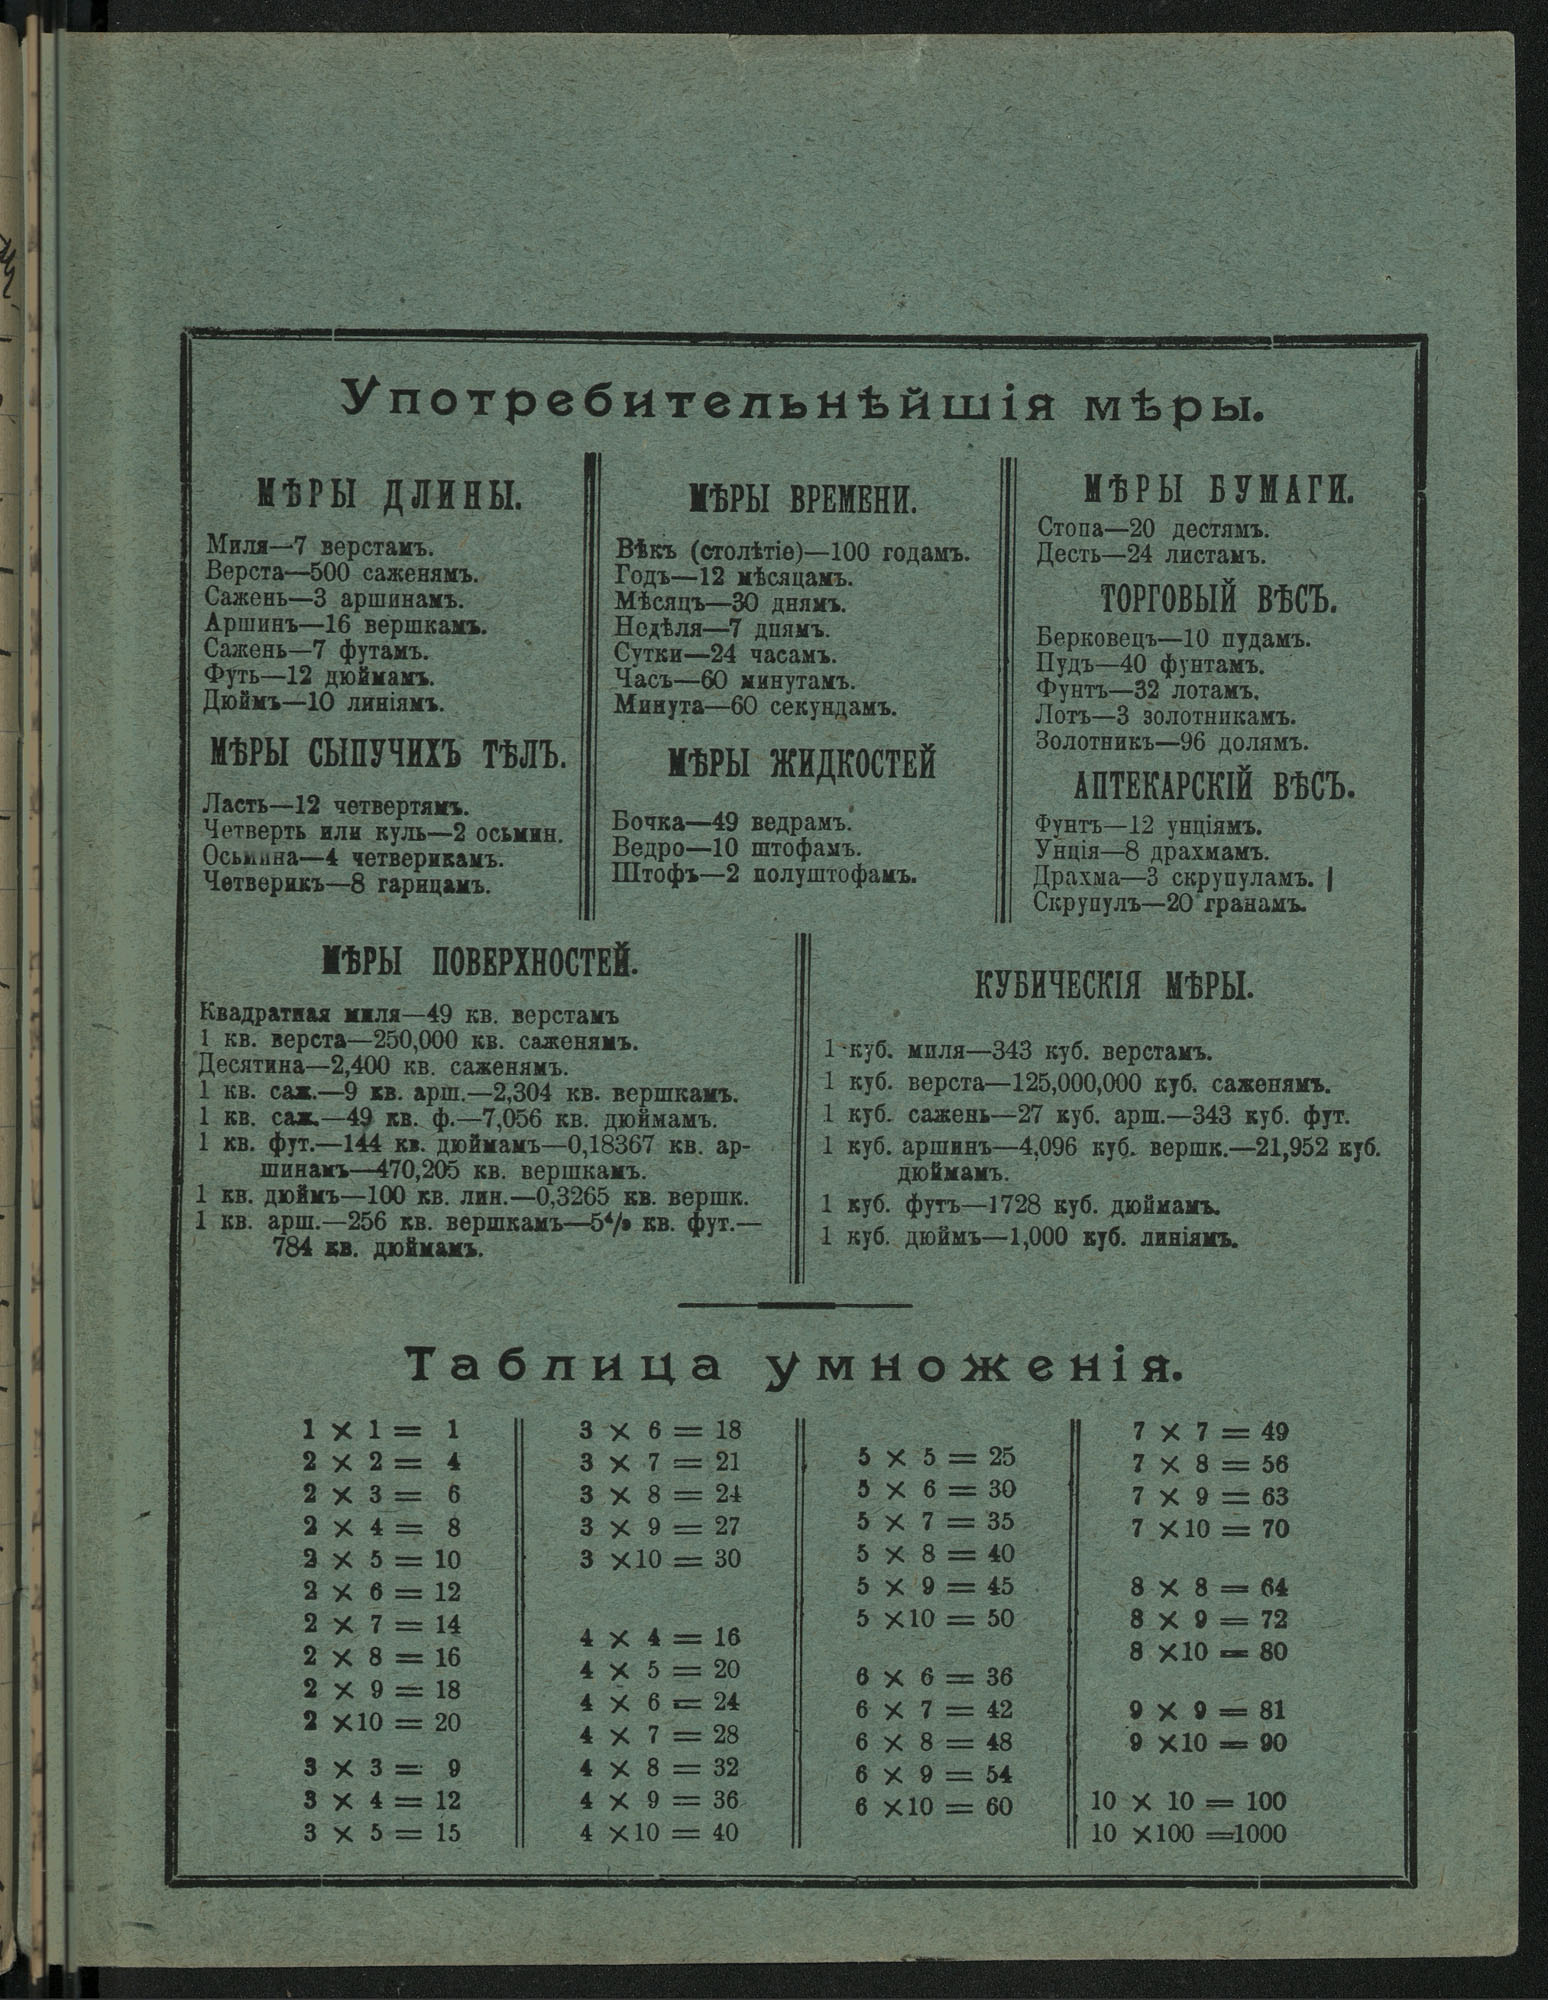 Употребительнѣйшія мѣры.
МѢРЫ ДЛИНЫ.
Миля—7 верстамъ.
Верста—500 саженямъ.
Сажень—3 аршинамъ.
Аршинъ—16 вершкамъ.
Сажень—7 футамъ.
Футь—12 дюймамъ.
Дюймъ—10 линіямъ.
МѢРЫ СЫПУЧИХЪ ТѢЛЪ.
Ласть—12 четвертямъ.
Четверть или куль—2 осьмин.
Осьмина—4 четверикамъ.
Четверикъ—8 гарицамъ.
МѢРЫ ВРЕМЕНИ.
Вѣкъ (столѣтіе)—100 годамъ.
Годъ—12 мѣсяцамъ.
Мѣсяцъ—30 днямъ.
Недѣля—7 днямъ.
Сутки—24 часамъ.
Часъ—60 минутамъ.
Минута—60 секундамъ.
МѢРЫ ЖИДКОСТЕЙ
Бочка—49 ведрамъ.
Ведро—10 штофамъ.
Штофъ—2 полуштофамъ.
МѢРЫ БУМАГИ.
Стопа—20 дестямъ.
Десть—24 листамъ.
ТОРГОВЫЙ ВѢСЪ.
Берковецъ—10 пудамъ.
Пудъ—40 фунтамъ.
Фунтъ—32 лотамъ.
Лотъ—3 золотникамъ.
Золотникъ—96 долямъ.
АПТЕКАРСКІЙ ВѢСЪ.
Фунтъ—12 унціямъ.
Унція—8 драхмамъ.
Драхма—3 скрупуламъ.
Скрупулъ—20 гранамъ.
МѢРЫ ПОВЕРХНОСТЕЙ.
Квадратная миля—49 кв. верстамъ
1 кв. верста—250,000 кв. саженямъ.
Десятина—2,400 кв. саженямъ.
1 кв. саж.—9 кв. арш.—2,304 кв. вершкамъ.
1 кв. саж.—49 кв. ф.—7,056 кв. дюймамъ.
1 кв. фут.—144 кв. дюймамъ—0,18367 кв. ар-
шинамъ—470,205 кв. вершкамъ.
1 кв. дюймъ—100 кв. лин.—0,3265 кв. вершк.
1 кв. арш.—256 кв. вершкамъ—5⁴/₉ кв. фут.—
784 кв. дюймамъ.
КУБИЧЕСКІЯ МѢРЫ.
1 куб. миля—343 куб. верстамъ.
1 куб. верста—125,000,000 куб. саженямъ.
1 куб. сажень—27 куб. арш.—343 куб. фут.
1 куб. аршинъ—4,096 куб. вершк.—21,952 куб.
дюймамъ.
1 куб. футъ—1728 куб. дюймамъ.
1 куб. дюймъ—1,000 куб. линіямъ.
Таблица умноженія.
1 × 1 = 1
2 × 2 = 4
2 × 3 = 6
2 × 4 = 8
2 × 5 = 10
2 × 6 = 12
2 × 7 = 14
2 × 8 = 16
2 × 9 = 18
2 ×10 = 20
3 × 3 = 9
3 × 4 = 12
3 × 5 = 15
3 × 6 = 18
3 × 7 = 21
3 × 8 = 24
3 × 9 = 27
3 ×10 = 30
4 × 4 = 16
4 × 5 = 20
4 × 6 = 24
4 × 7 = 28
4 × 8 = 32
4 × 9 = 36
4 ×10 = 40
5 × 5 = 25
5 × 6 = 30
5 × 7 = 35
5 × 8 = 40
5 × 9 = 45
5 ×10 = 50
6 × 6 = 36
6 × 7 = 42
6 × 8 = 48
6 × 9 = 54
6 ×10 = 60
7 × 7 = 49
7 × 8 = 56
7 × 9 = 63
7 ×10 = 70
8 × 8 = 64
8 × 9 = 72
8 ×10 = 80
9 × 9 = 81
9 ×10 = 90
10 × 10 = 100
10 ×100 =1000